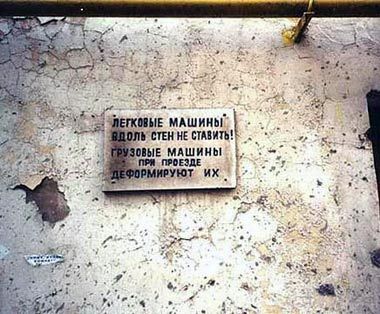 ЛЕГКОВЫЕ МАШИНЫ
ВДОЛЬ СТЕН НЕ СТАВИТЬ!
ГРУЗОВЫЕ МАШИНЫ
ПРИ ПРОЕЗДЕ
ДЕФОРМИРУЮТ ИХ